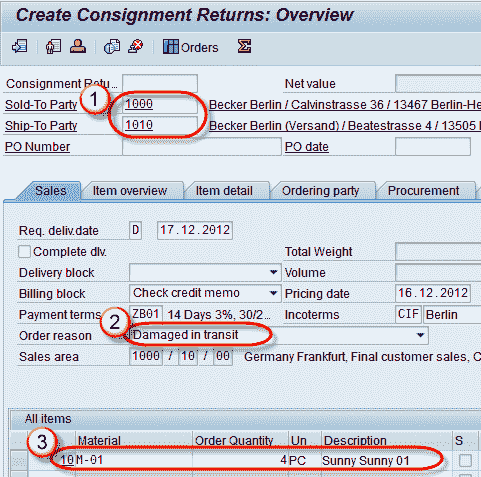 Create Consignment Returns: Overview
Orders
Consignment Retu... Net value
1
Sold-To Party 1000 Becker Berlin / Calvinstrasse 36 / 13467 Berlin-He
Ship-To Party 1010 Becker Berlin (Versand) / Beatestrasse 4 / 13505
PO Number PO date
Sales Item overview Item detail Ordering party Procurement
Req. deliv.date D 17.12.2012
Complete dlv. Total Weight
Delivery block Volume
Billing block Check credit memo Pricing date 16.12.2012
Payment terms ZB01 14 Days 3%, 30/2... Incoterms CIF Berlin
2
Order reason Damaged in transit
Sales area 1000 / 10 / 00 Germany Frankfurt, Final customer sales, C
All items
3
Material Order Quantity Un Description S
10 M-01 4 PC Sunny Sunny 01